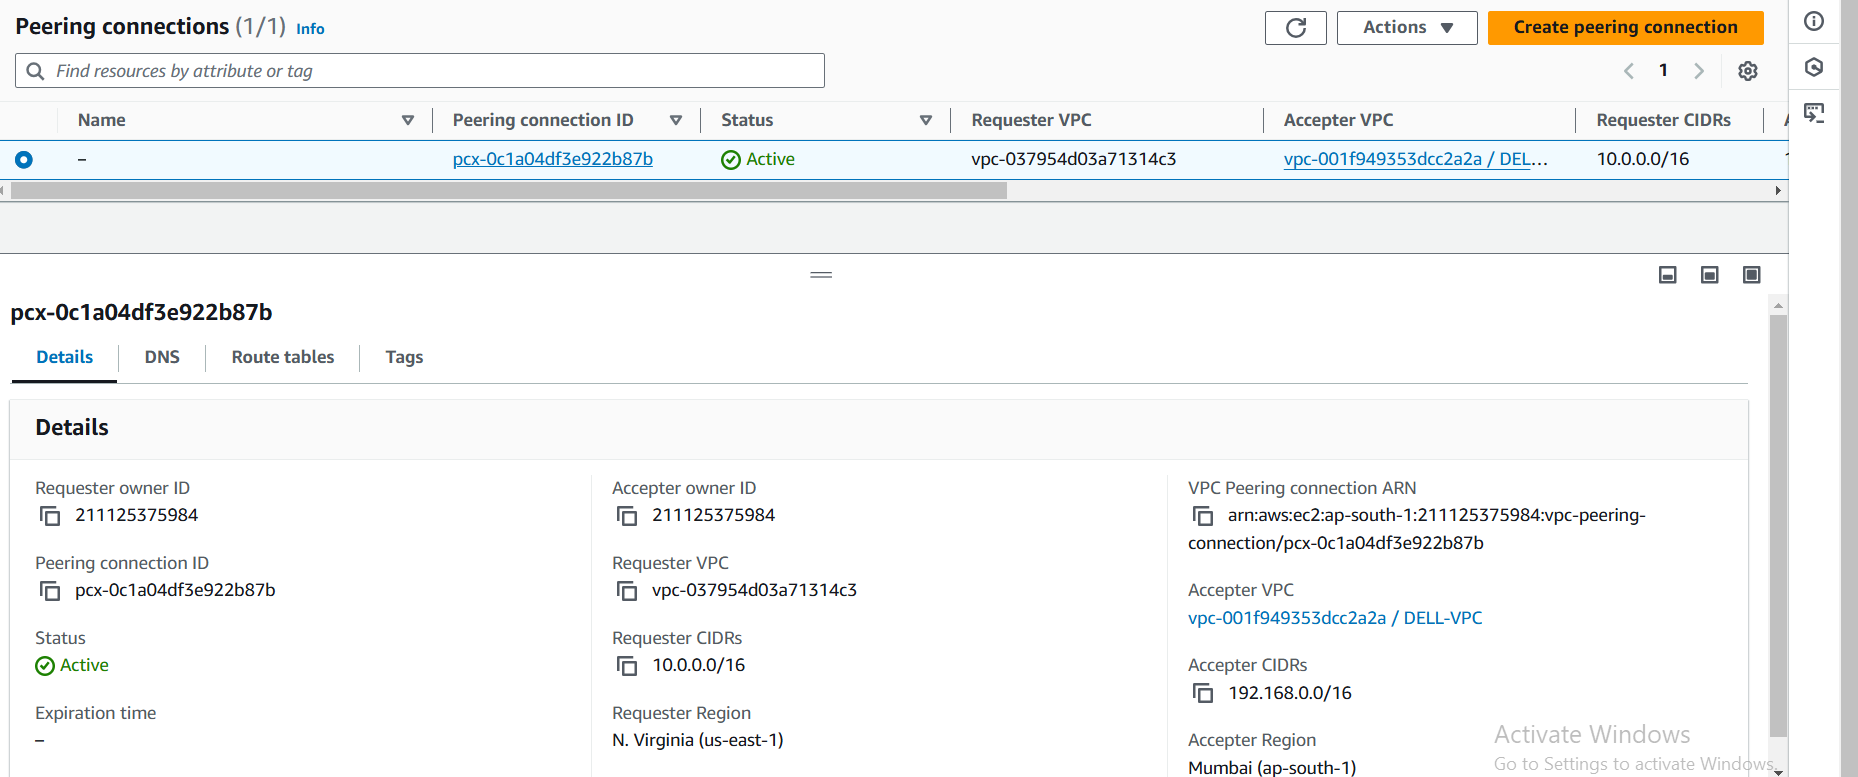 Peering connections (1/1) Info
Actions
Create peering connection
Find resources by attribute or tag
1
Name Peering connection ID Status Requester VPC Accepter VPC Requester CIDRs
– pcx-0c1a04df3e922b87b Active vpc-037954d03a71314c3 vpc-001f949353dcc2a2a / DEL... 10.0.0.0/16
pcx-0c1a04df3e922b87b
Details DNS Route tables Tags
Details
Requester owner ID
211125375984
Peering connection ID
pcx-0c1a04df3e922b87b
Status
Active
Expiration time
–
Accepter owner ID
211125375984
Requester VPC
vpc-037954d03a71314c3
Requester CIDRs
10.0.0.0/16
Requester Region
N. Virginia (us-east-1)
VPC Peering connection ARN
arn:aws:ec2:ap-south-1:211125375984:vpc-peering-
connection/pcx-0c1a04df3e922b87b
Accepter VPC
vpc-001f949353dcc2a2a / DELL-VPC
Accepter CIDRs
192.168.0.0/16
Accepter Region
Mumbai (ap-south-1)
Activate Windows
Go to Settings to activate Windows.